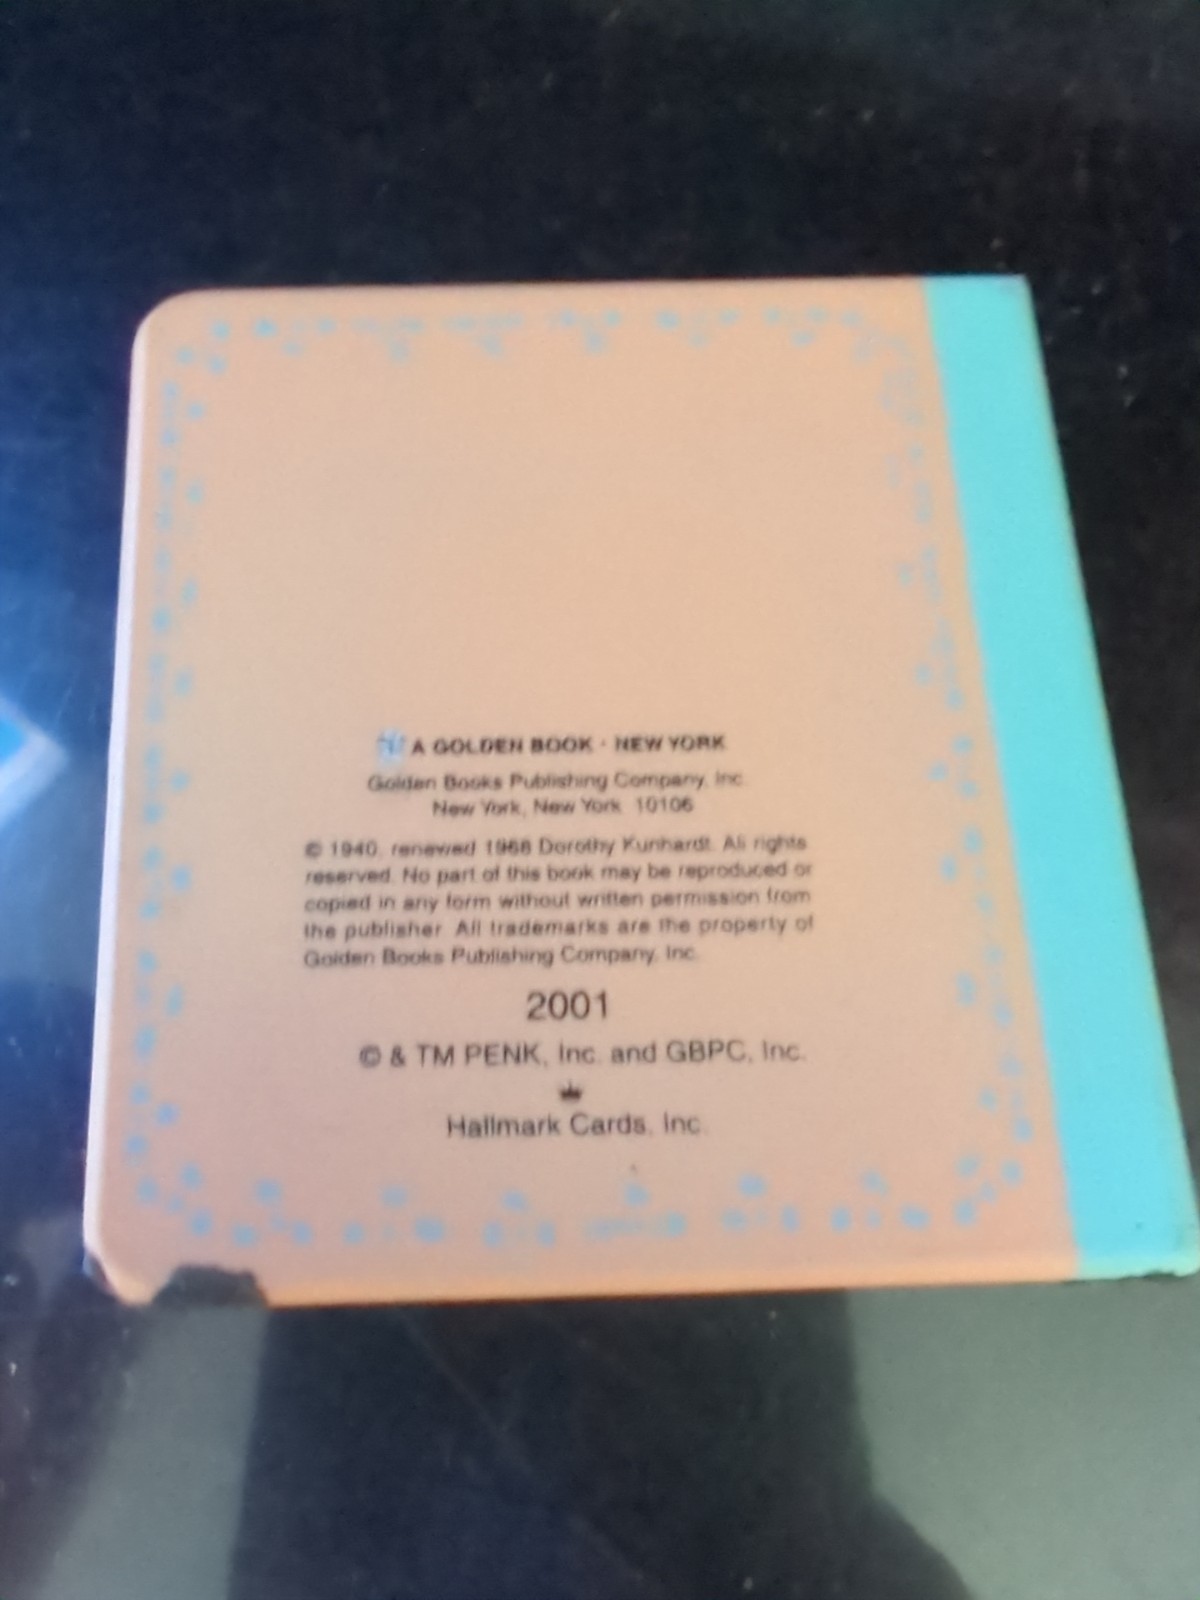 A GOLDEN BOOK · NEW YORK
Golden Books Publishing Company, Inc.
New York, New York 10106
© 1940, renewed 1968 Dorothy Kunhardt. All rights
reserved. No part of this book may be reproduced or
copied in any form without written permission from
the publisher. All trademarks are the property of
Golden Books Publishing Company, Inc.
2001
© & TM PENK, Inc. and GBPC, Inc.
Hallmark Cards, Inc.